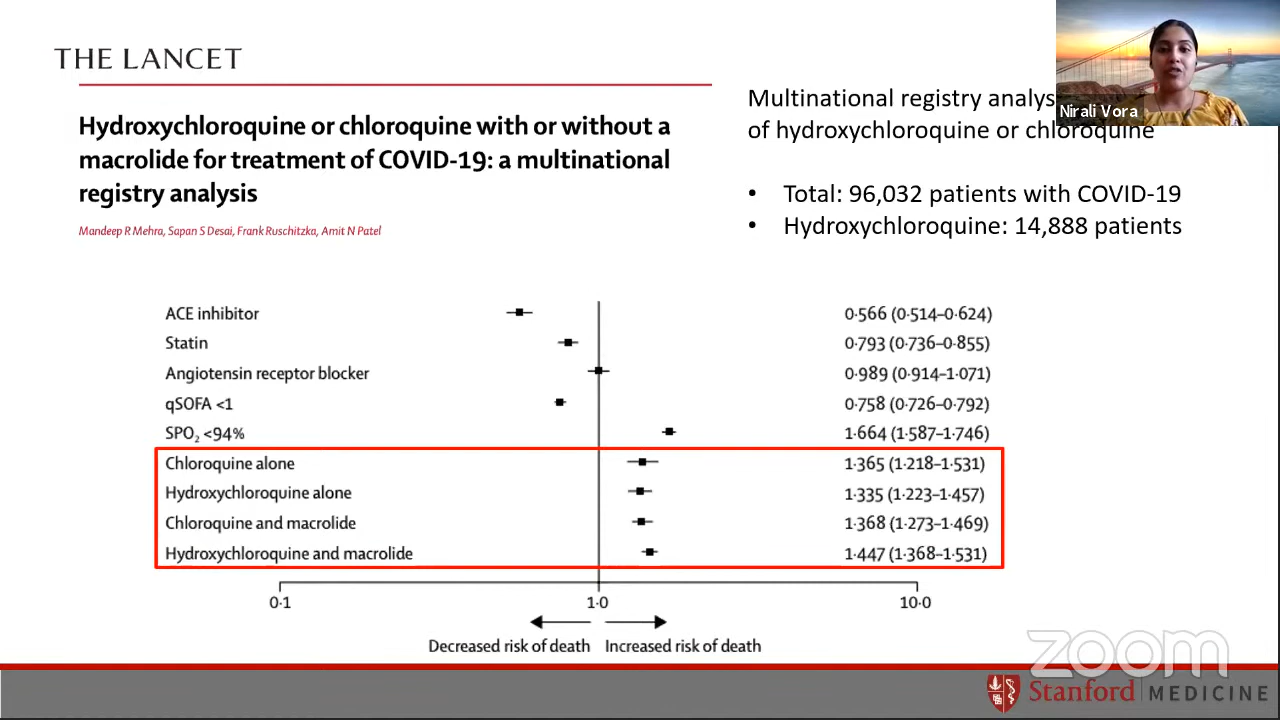 THE LANCET
Hydroxychloroquine or chloroquine with or without a
macrolide for treatment of COVID-19: a multinational
registry analysis
Mandeep R Mehra, Sapan S Desai, Frank Ruschitzka, Amit N Patel
Multinational registry analys
of hydroxychloroquine or chloroquine
• Total: 96,032 patients with COVID-19
• Hydroxychloroquine: 14,888 patients
Nirali Vora
ACE inhibitor 0·566 (0·514–0·624)
Statin 0·793 (0·736–0·855)
Angiotensin receptor blocker 0·989 (0·914–1·071)
qSOFA <1 0·758 (0·726–0·792)
SPO₂ <94% 1·664 (1·587–1·746)
Chloroquine alone 1·365 (1·218–1·531)
Hydroxychloroquine alone 1·335 (1·223–1·457)
Chloroquine and macrolide 1·368 (1·273–1·469)
Hydroxychloroquine and macrolide 1·447 (1·368–1·531)
0·1 1·0 10·0
Decreased risk of death Increased risk of death
zoom
Stanford MEDICINE